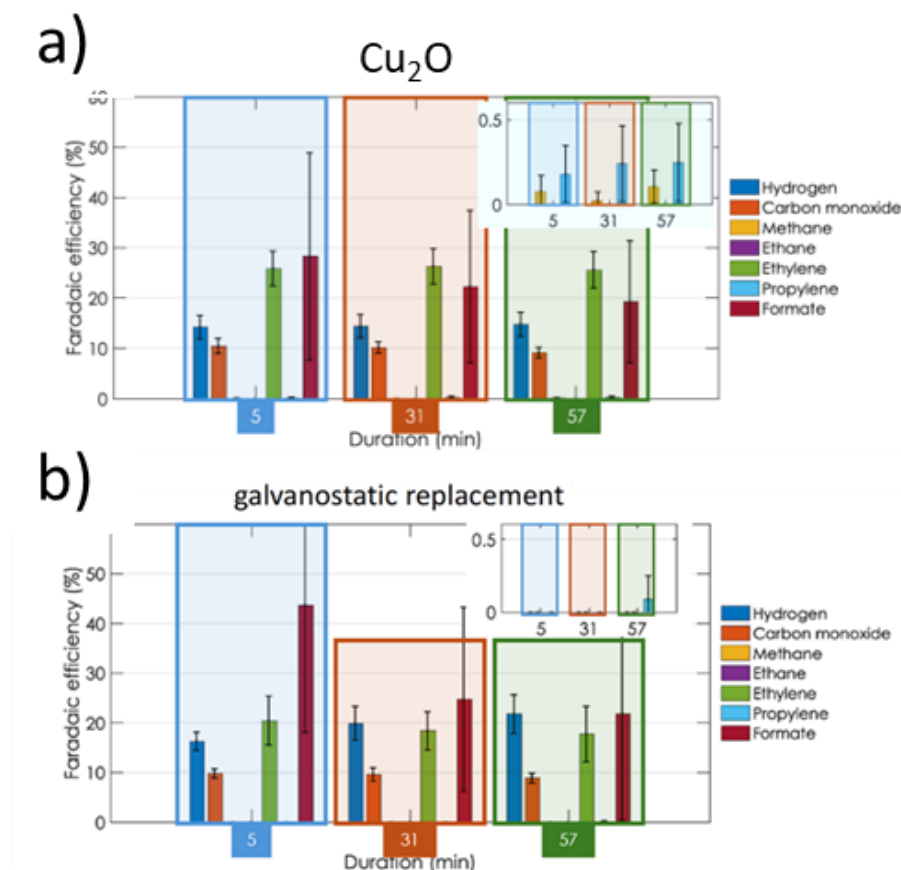 a)
Cu₂O
Faradaic efficiency (%)
60
50
40
30
20
10
0
0.5
0
5
31
57
5
31
57
Duration (min)
Hydrogen
Carbon monoxide
Methane
Ethane
Ethylene
Propylene
Formate
b)
galvanostatic replacement
Faradaic efficiency (%)
50
40
30
20
10
0
0.5
0
5
31
57
5
31
57
Duration (min)
Hydrogen
Carbon monoxide
Methane
Ethane
Ethylene
Propylene
Formate